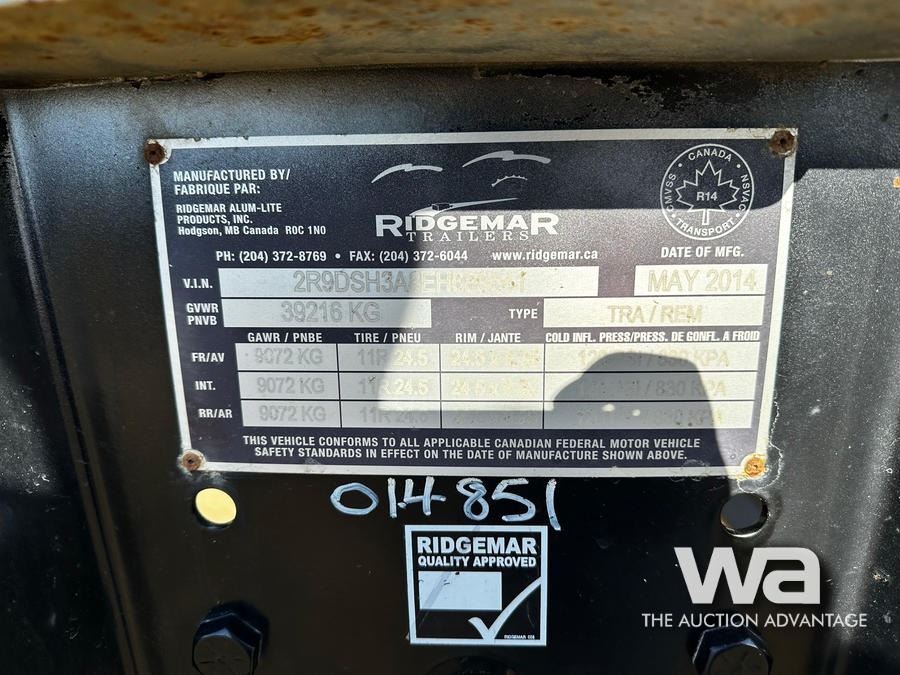 MANUFACTURED BY/
FABRIQUE PAR:
RIDGEMAR ALUM-LITE
PRODUCTS, INC.
Hodgson, MB Canada R0C 1N0
RIDGEMAR
TRAILERS
CANADA
CMVSS
NSVAC
R14
TRANSPORT
PH: (204) 372-8769 • FAX: (204) 372-6044 www.ridgemar.ca
DATE OF MFG.
V.I.N. MAY 2014
GVWR
PNVB 39216 KG TYPE TRA / REM
GAWR / PNBE TIRE / PNEU RIM / JANTE COLD INFL. PRESS/PRESS. DE GONFL. A FROID
FR/AV 9072 KG 11R 24.5 KPA
INT. 9072 KG 11R 24.5 / 830 KPA
RR/AR 9072 KG 11R 24.5 KPA
THIS VEHICLE CONFORMS TO ALL APPLICABLE CANADIAN FEDERAL MOTOR VEHICLE
SAFETY STANDARDS IN EFFECT ON THE DATE OF MANUFACTURE SHOWN ABOVE.
014851
RIDGEMAR
QUALITY APPROVED
wa
THE AUCTION ADVANTAGE